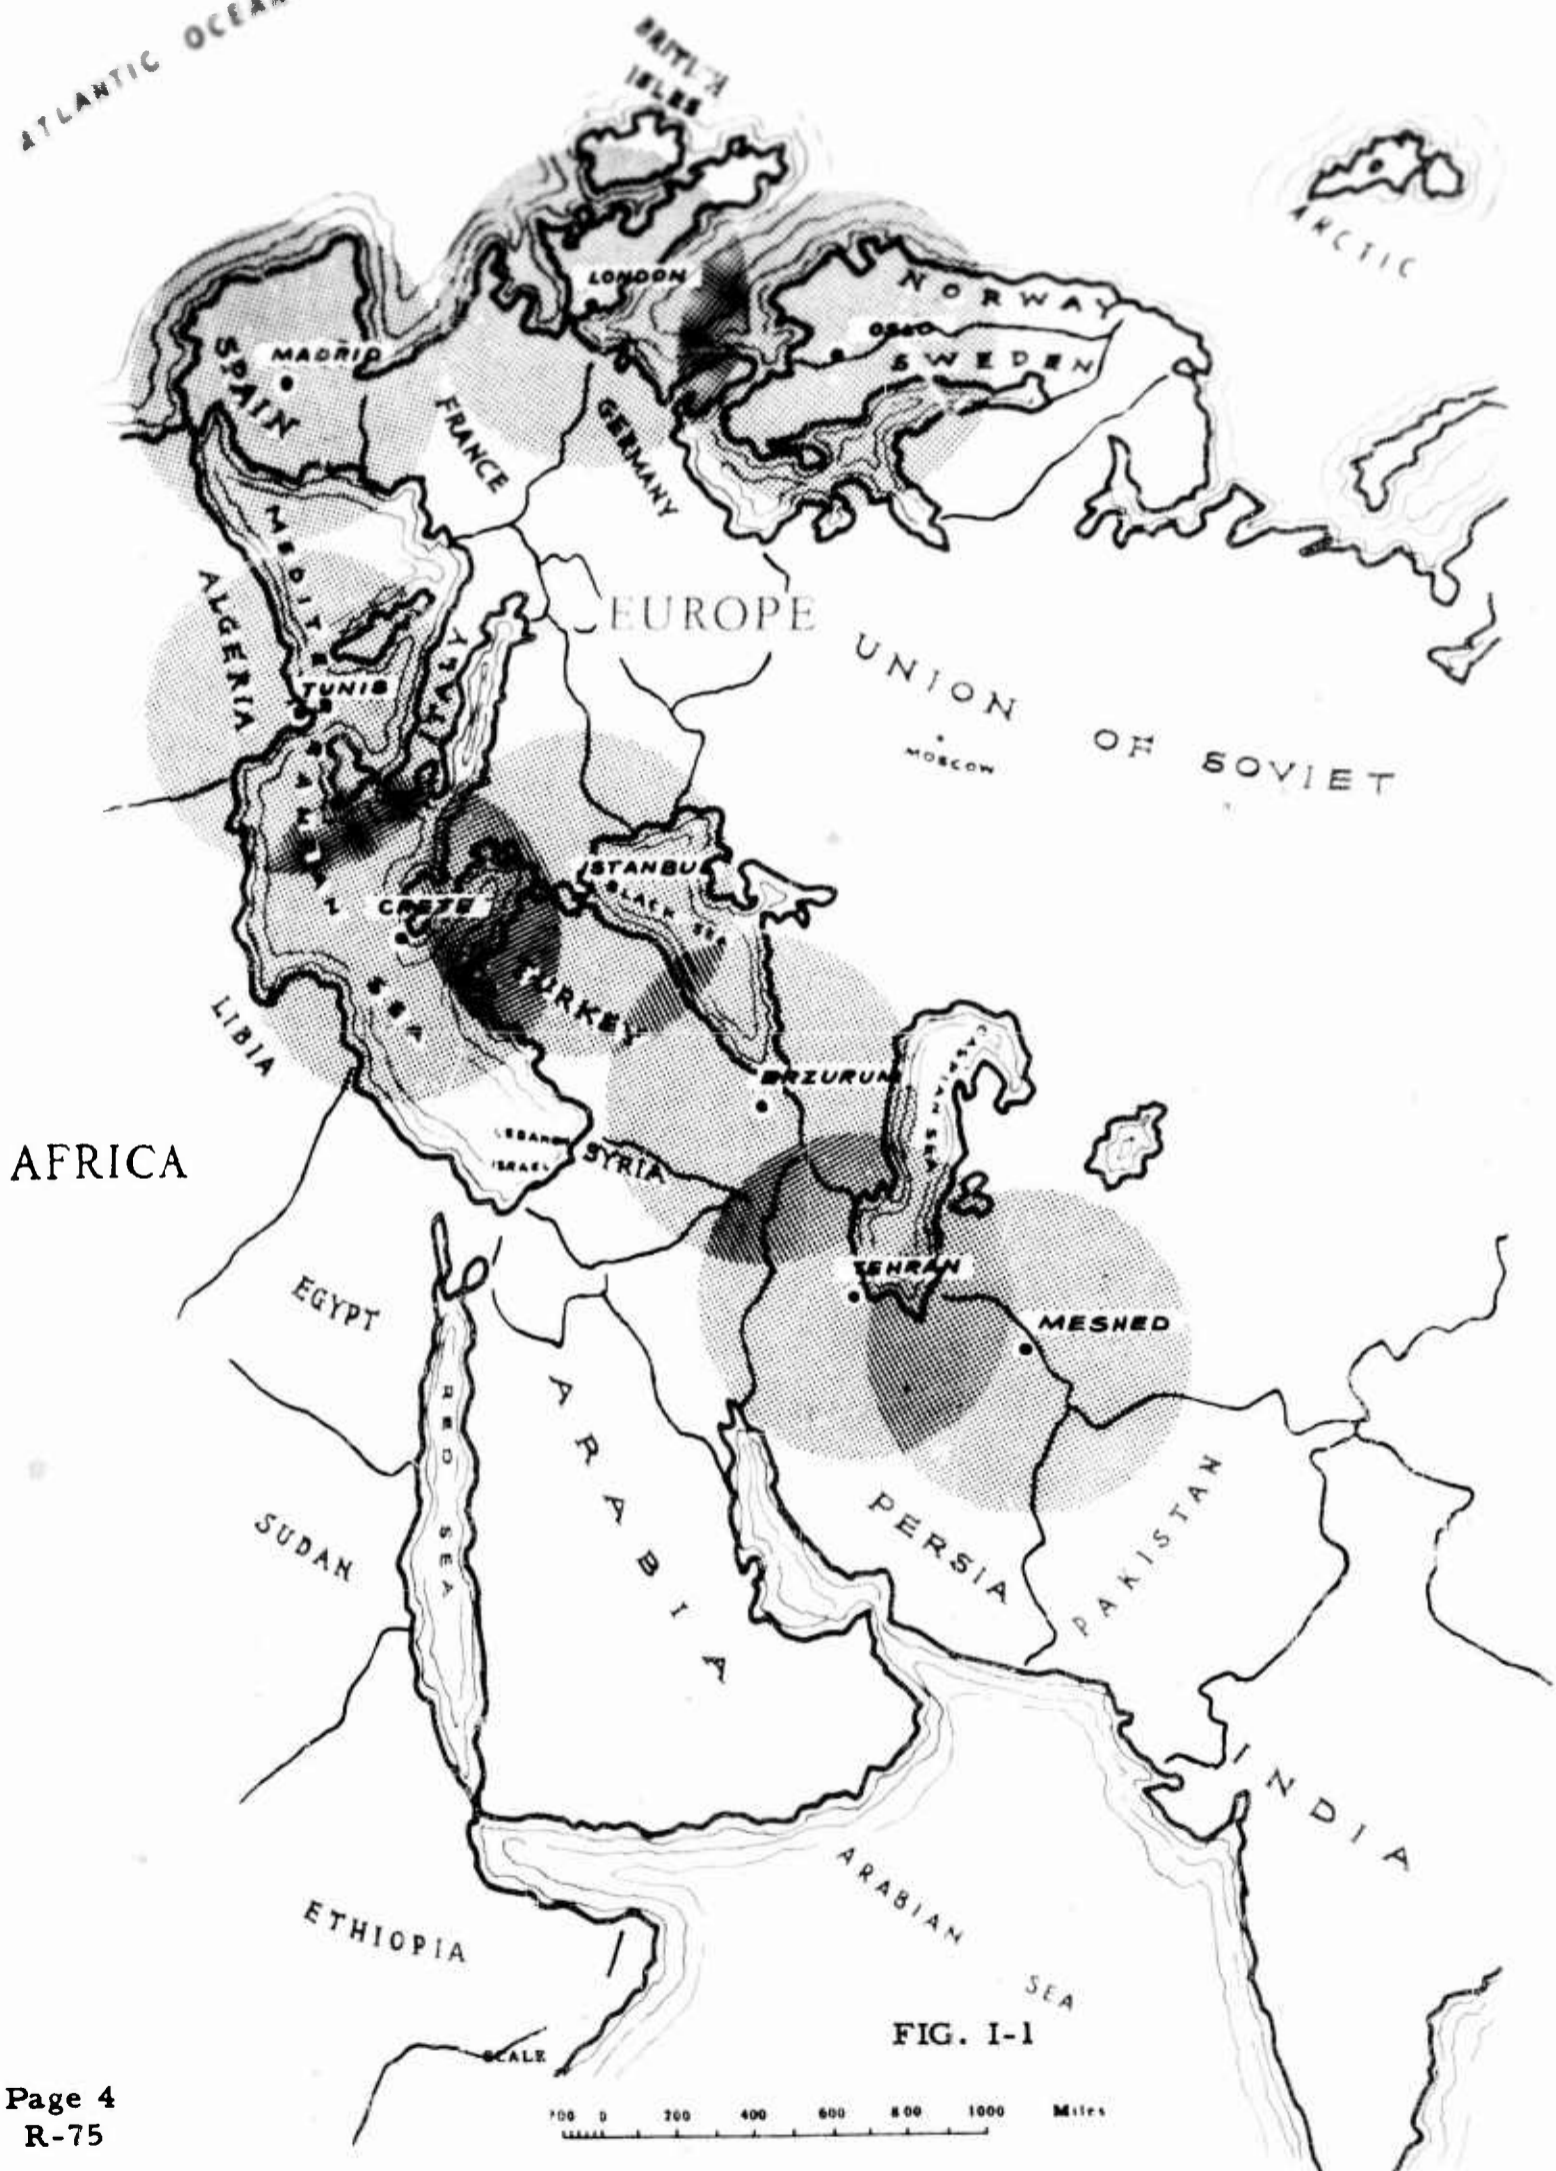 ATLANTIC OCEAN
ISLES
ARCTIC
LONDON
NORWAY
OSLO
SWEDEN
SPAIN
MADRID
FRANCE
GERMANY
MEDITERRANEAN SEA
ALGERIA
ITALY
TUNIS
EUROPE
UNION OF SOVIET
MOSCOW
ISTANBUL
BLACK SEA
CRETE
TURKEY
LIBIA
ERZURUM
CASPIAN SEA
AFRICA
LEBANON
ISRAEL
SYRIA
TEHRAN
MESHED
EGYPT
RED SEA
ARABIA
SUDAN
PERSIA
PAKISTAN
INDIA
ETHIOPIA
ARABIAN SEA
FIG. I-1
SCALE
0 200 400 600 800 1000 Miles
Page 4
R-75